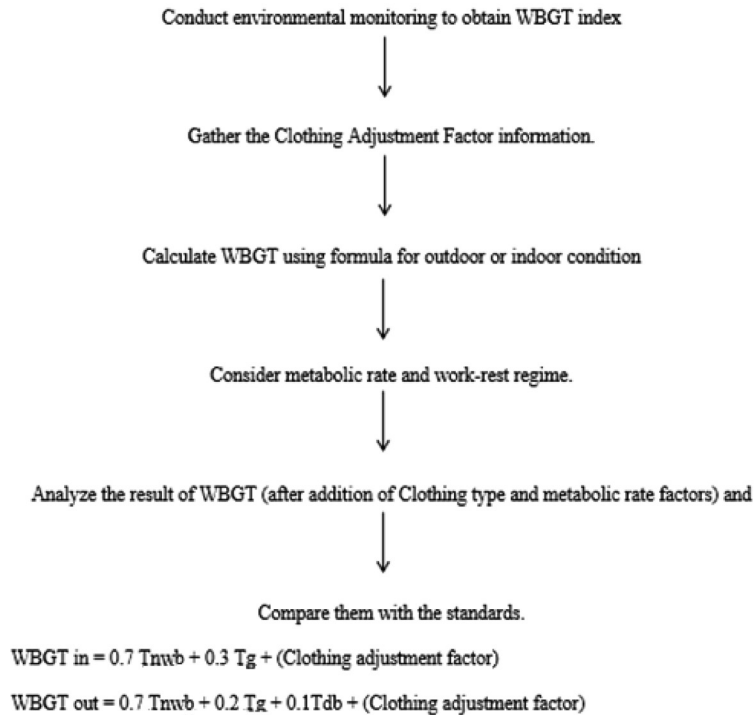 Conduct environmental monitoring to obtain WBGT index
Gather the Clothing Adjustment Factor information.
Calculate WBGT using formula for outdoor or indoor condition
Consider metabolic rate and work-rest regime.
Analyze the result of WBGT (after addition of Clothing type and metabolic rate factors) and
Compare them with the standards.
WBGT in = 0.7 Tnwb + 0.3 Tg + (Clothing adjustment factor)
WBGT out = 0.7 Tnwb + 0.2 Tg + 0.1Tdb + (Clothing adjustment factor)